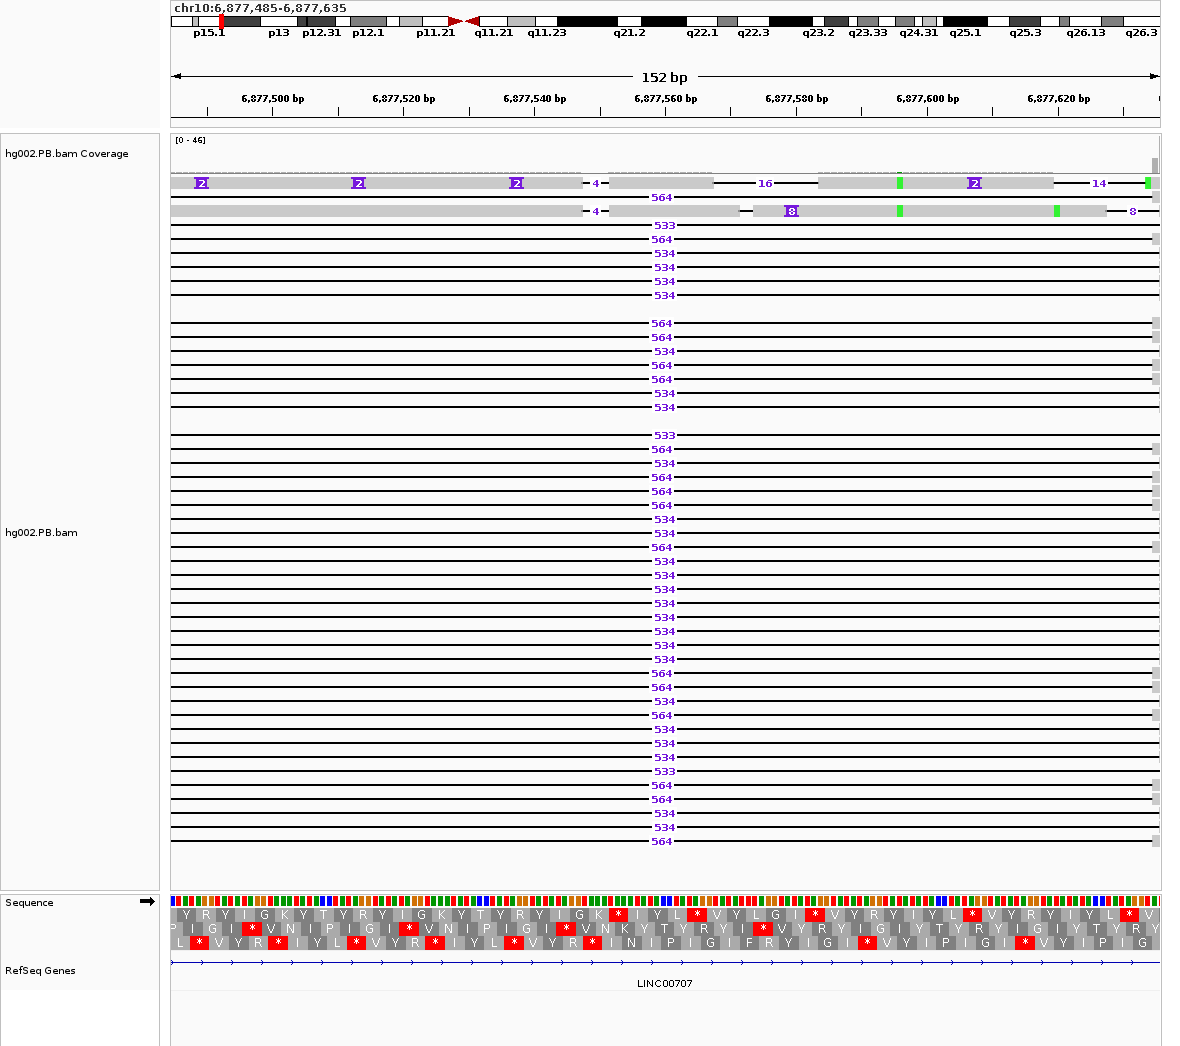 chr10:6,877,485-6,877,635
p15.1 p13 p12.31 p12.1 p11.21 q11.21 q11.23 q21.2 q22.1 q22.3 q23.2 q23.33 q24.31 q25.1 q25.3 q26.13 q26.3
152 bp
6,877,500 bp 6,877,520 bp 6,877,540 bp 6,877,560 bp 6,877,580 bp 6,877,600 bp 6,877,620 bp
[0 - 46]
hg002.PB.bam Coverage
2 2 2 4 16 2 14
564
4 8 8
533
564
534
534
534
534
564
564
534
564
564
534
534
533
564
534
564
564
564
534
534
564
534
534
534
534
534
534
534
534
564
564
534
564
534
534
534
533
564
564
534
534
564
hg002.PB.bam
Sequence
Y R Y I G K Y T Y R Y I G K Y T Y R Y I G K * I Y L * V Y L G I * V Y R Y I Y L * V Y R Y I Y L * V
P I G I * V N I P I G I * V N I P I G I * V N K Y T Y R Y I * V Y R Y I G I Y T Y R Y I G I Y T Y R Y
L * V Y R * I Y L * V Y R * I Y L * V Y R * I N I P I G I F R Y I G I * V Y I P I G I * V Y I P I G
RefSeq Genes
LINC00707